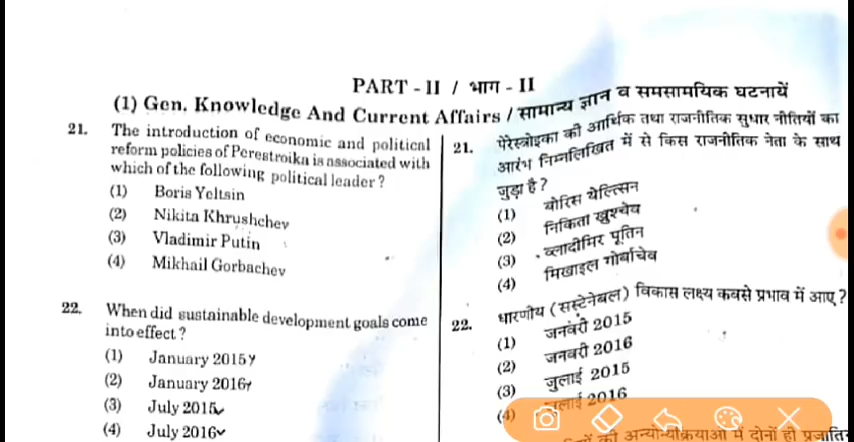 PART - II / भाग - II
(1) Gen. Knowledge And Current Affairs / सामान्य ज्ञान व समसामयिक घटनायें
21. The introduction of economic and political
reform policies of Perestroika is associated with
which of the following political leader ?
(1) Boris Yeltsin
(2) Nikita Khrushchev
(3) Vladimir Putin
(4) Mikhail Gorbachev
22. When did sustainable development goals come
into effect ?
(1) January 2015
(2) January 2016
(3) July 2015
(4) July 2016
21. पेरेस्त्रोइका की आर्थिक तथा राजनीतिक सुधार नीतियों का
आरंभ निम्नलिखित में से किस राजनीतिक नेता के साथ
जुड़ा है ?
(1) बोरिस येल्त्सिन
(2) निकिता ख्रुश्चेव
(3) व्लादीमिर पूतिन
(4) मिखाइल गोर्बाचेव
22. धारणीय (सस्टेनेबल) विकास लक्ष्य कबसे प्रभाव में आए ?
(1) जनवरी 2015
(2) जनवरी 2016
(3) जुलाई 2015
(4) जुलाई 2016
की अन्योन्यक्रियाओं में दोनों ही